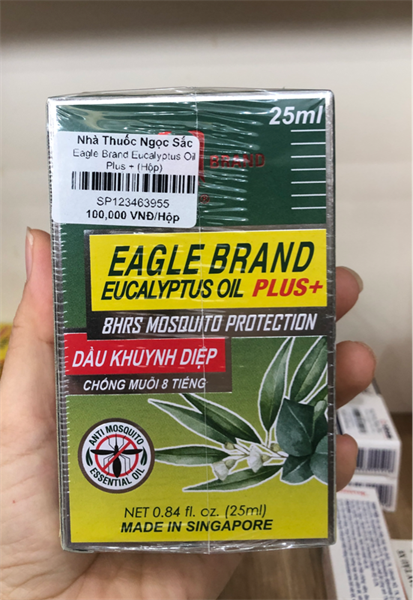 25ml
Nhà Thuốc Ngọc Sắc
Eagle Brand Eucalyptus Oil
Plus + (Hộp)
SP123463955
100,000 VNĐ/Hộp
BRAND
EAGLE BRAND
EUCALYPTUS OIL PLUS+
8HRS MOSQUITO PROTECTION
DẦU KHUYNH DIỆP
CHỐNG MUỖI 8 TIẾNG
ANTI MOSQUITO
ESSENTIAL OIL
NET 0.84 fl. oz. (25ml)
MADE IN SINGAPORE